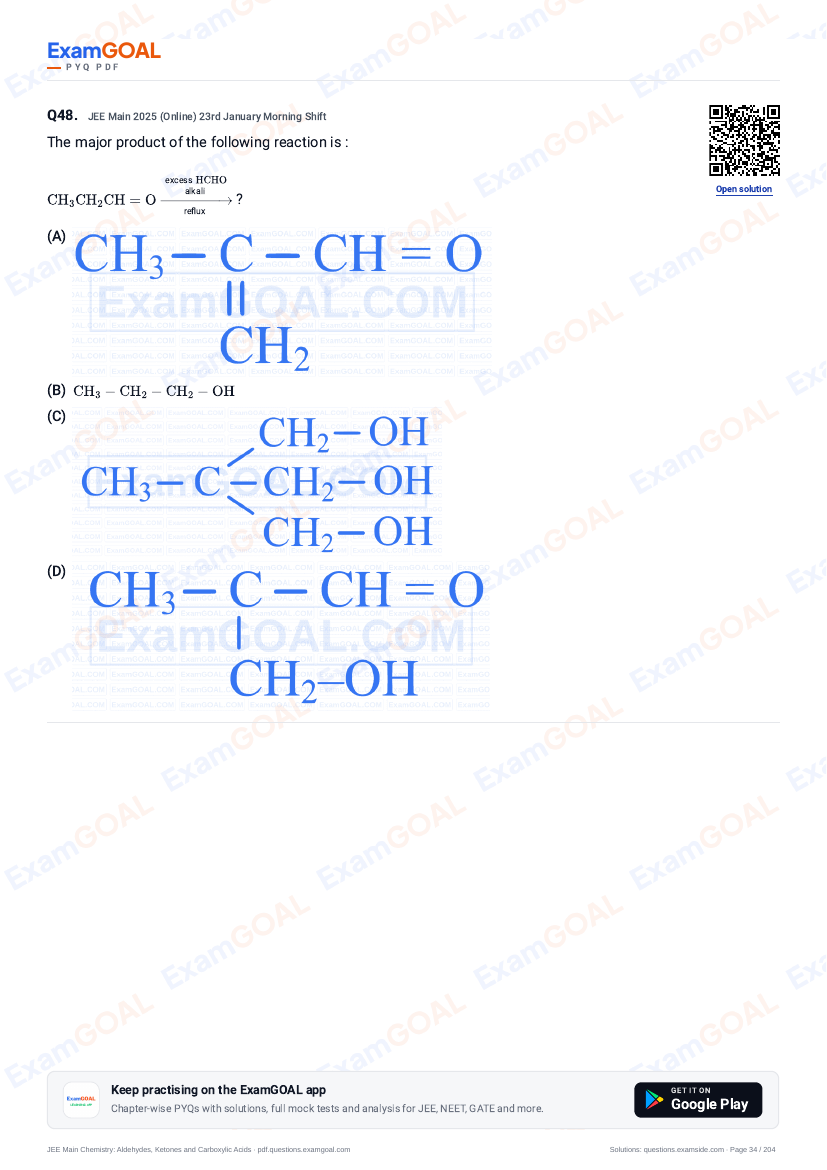 ExamGOAL
PYQ PDF
Q48. JEE Main 2025 (Online) 23rd January Morning Shift
The major product of the following reaction is :
Open solution
excess HCHO
alkali
CH₃CH₂CH = O ⟶ ?
reflux
(A) CH₃ — C — CH = O
||
CH₂
(B) CH₃ − CH₂ − CH₂ − OH
(C)
CH₂ — OH
CH₃ — C — CH₂ — OH
CH₂ — OH
(D) CH₃ — C — CH = O
|
CH₂—OH
ExamGOAL.COM
Keep practising on the ExamGOAL app
Chapter-wise PYQs with solutions, full mock tests and analysis for JEE, NEET, GATE and more.
GET IT ON
Google Play
JEE Main Chemistry: Aldehydes, Ketones and Carboxylic Acids · pdf.questions.examgoal.com
Solutions: questions.examside.com · Page 34 / 204